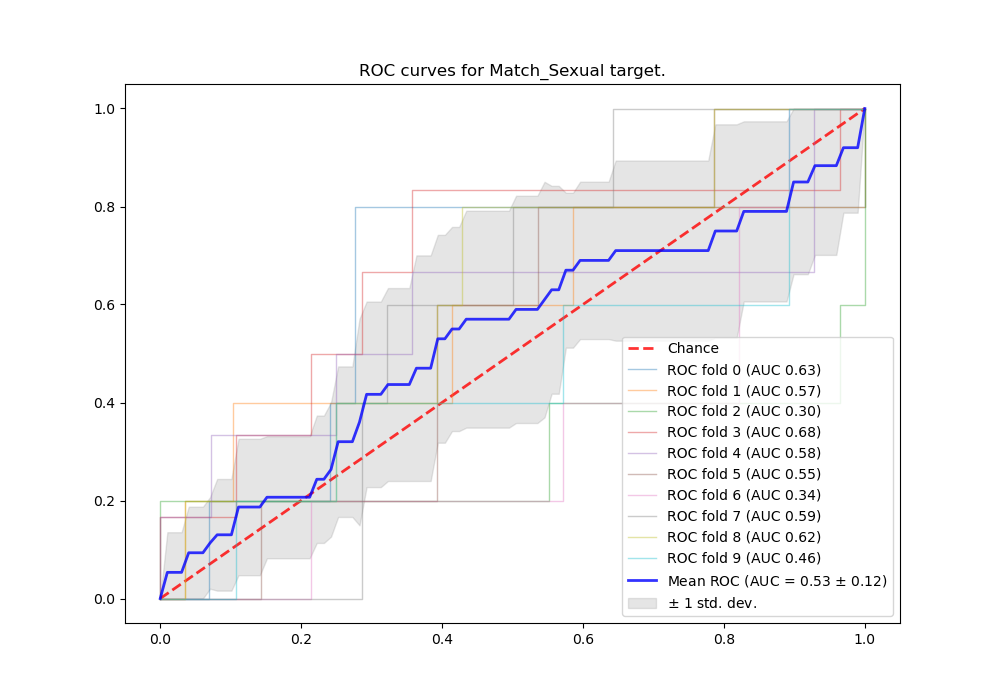 ROC curves for Match_Sexual target.
1.0
0.8
0.6
0.4
0.2
0.0
0.0 0.2 0.4 0.6 0.8 1.0
Chance
ROC fold 0 (AUC 0.63)
ROC fold 1 (AUC 0.57)
ROC fold 2 (AUC 0.30)
ROC fold 3 (AUC 0.68)
ROC fold 4 (AUC 0.58)
ROC fold 5 (AUC 0.55)
ROC fold 6 (AUC 0.34)
ROC fold 7 (AUC 0.59)
ROC fold 8 (AUC 0.62)
ROC fold 9 (AUC 0.46)
Mean ROC (AUC = 0.53 ± 0.12)
± 1 std. dev.